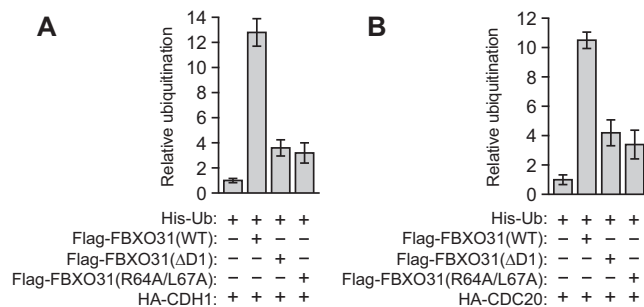 A
Relative ubiquitination
14
12
10
8
6
4
2
0
His-Ub: + + + +
Flag-FBXO31(WT): – + – –
Flag-FBXO31(ΔD1): – – + –
Flag-FBXO31(R64A/L67A): – – – +
HA-CDH1: + + + +
B
Relative ubiquitination
12
10
8
6
4
2
0
His-Ub: + + + +
Flag-FBXO31(WT): – + – –
Flag-FBXO31(ΔD1): – – + –
Flag-FBXO31(R64A/L67A): – – – +
HA-CDC20: + + + +